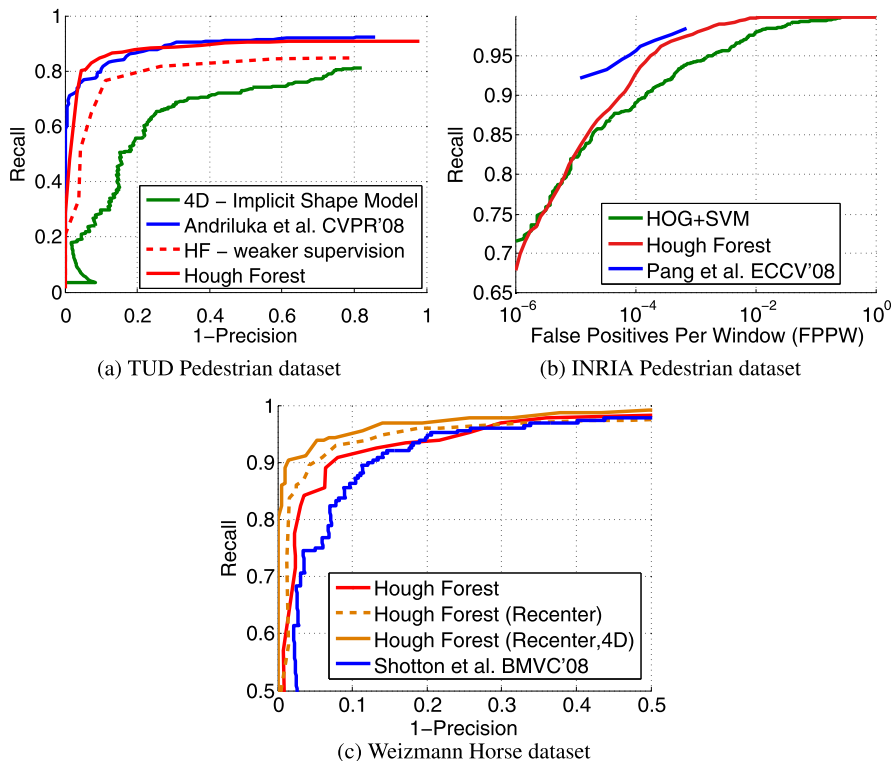 1
0.8
0.6
0.4
0.2
0
Recall
0 0.2 0.4 0.6 0.8 1
1−Precision
4D − Implicit Shape Model
Andriluka et al. CVPR'08
HF − weaker supervision
Hough Forest
(a) TUD Pedestrian dataset
0.95
0.9
0.85
0.8
0.75
0.7
0.65
Recall
10^-6 10^-4 10^-2 10^0
False Positives Per Window (FPPW)
HOG+SVM
Hough Forest
Pang et al. ECCV'08
(b) INRIA Pedestrian dataset
1
0.9
0.8
0.7
0.6
0.5
Recall
0 0.1 0.2 0.3 0.4 0.5
1−Precision
Hough Forest
Hough Forest (Recenter)
Hough Forest (Recenter,4D)
Shotton et al. BMVC'08
(c) Weizmann Horse dataset